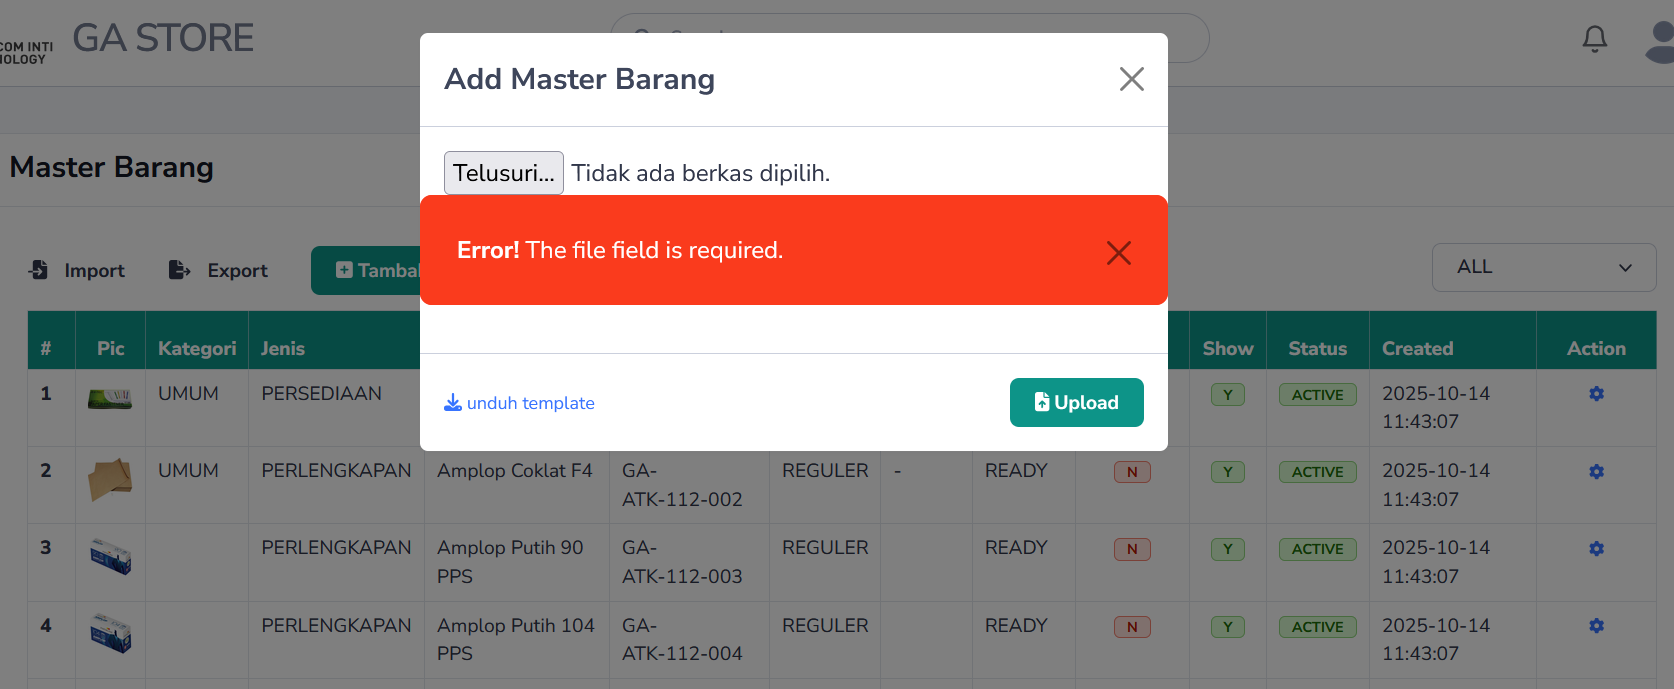 COM INTI
NOLOGY
GA STORE
Add Master Barang
Master Barang
Telusuri... Tidak ada berkas dipilih.
Error! The file field is required.
Import
Export
ALL
# Pic Kategori Jenis Show Status Created Action
unduh template
Upload
1 UMUM PERSEDIAAN Y ACTIVE 2025-10-14
11:43:07
2 UMUM PERLENGKAPAN Amplop Coklat F4 GA- REGULER - READY N Y ACTIVE 2025-10-14
ATK-112-002 11:43:07
3 PERLENGKAPAN Amplop Putih 90 GA- REGULER READY N Y ACTIVE 2025-10-14
PPS ATK-112-003 11:43:07
4 PERLENGKAPAN Amplop Putih 104 GA- REGULER READY N Y ACTIVE 2025-10-14
PPS ATK-112-004 11:43:07